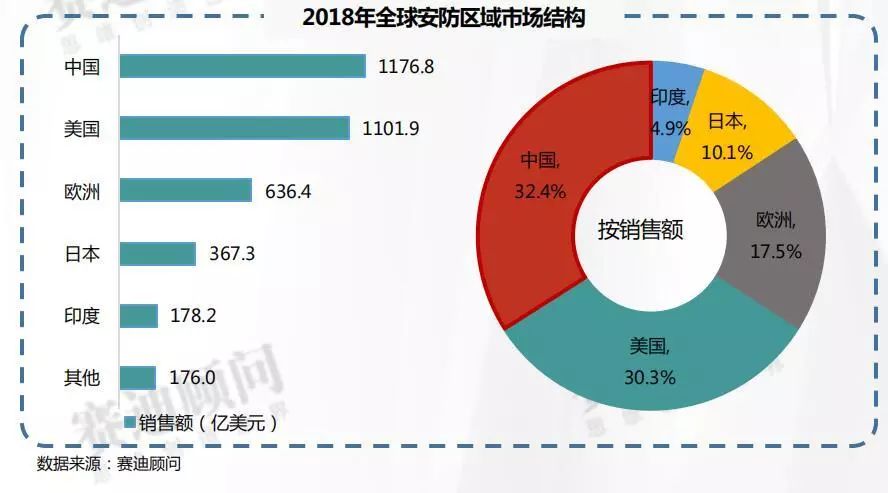 2018年全球安防区域市场结构
中国
1176.8
美国
1101.9
欧洲
636.4
日本
367.3
印度
178.2
其他
176.0
销售额（亿美元）
印度,
4.9%
日本,
10.1%
欧洲,
17.5%
美国,
30.3%
中国,
32.4%
按销售额
赛迪顾问
数据来源：赛迪顾问